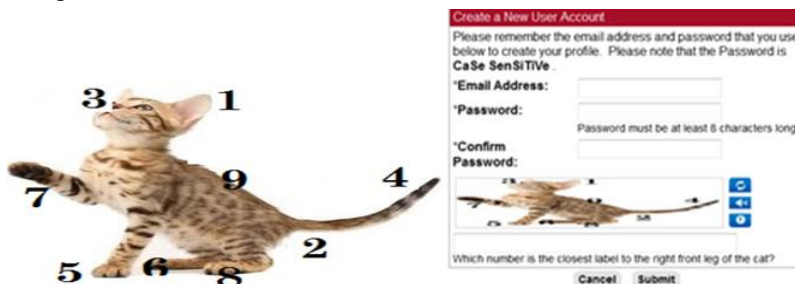 3
1
9
4
7
2
5
6
8
Create a New User Account
Please remember the email address and password that you use
below to create your profile. Please note that the Password is
CaSe SenSiTiVe .
*Email Address:
*Password:
Password must be at least 8 characters long
*Confirm
Password:
Which number is the closest label to the right front leg of the cat?
Cancel Submit